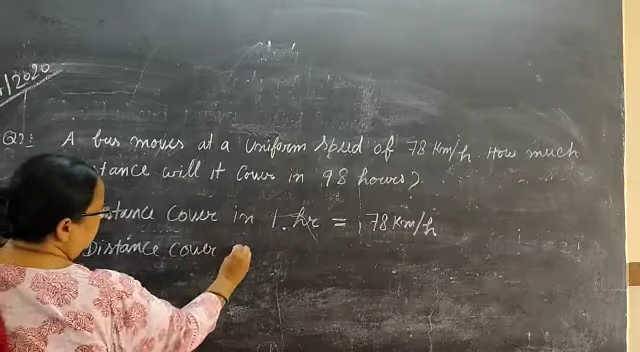 /2020
Q2: A bus moves at a uniform speed of 78 Km/h. How much
tance will it cover in 98 hours?
stance cover in 1 hr = 78 Km/h
Distance cover